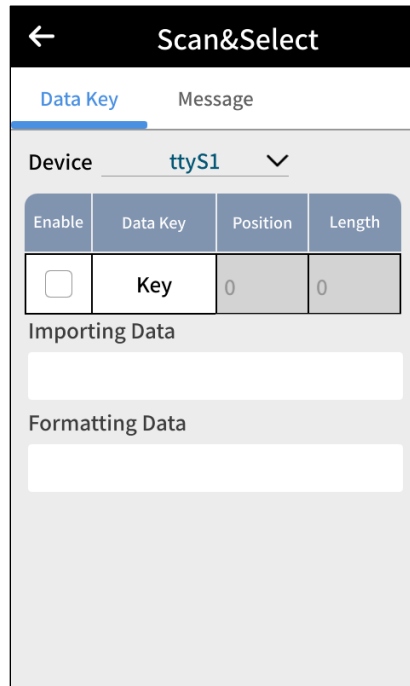 Scan&Select
Data Key Message
Device ttyS1
Enable Data Key Position Length
Key 0 0
Importing Data
Formatting Data